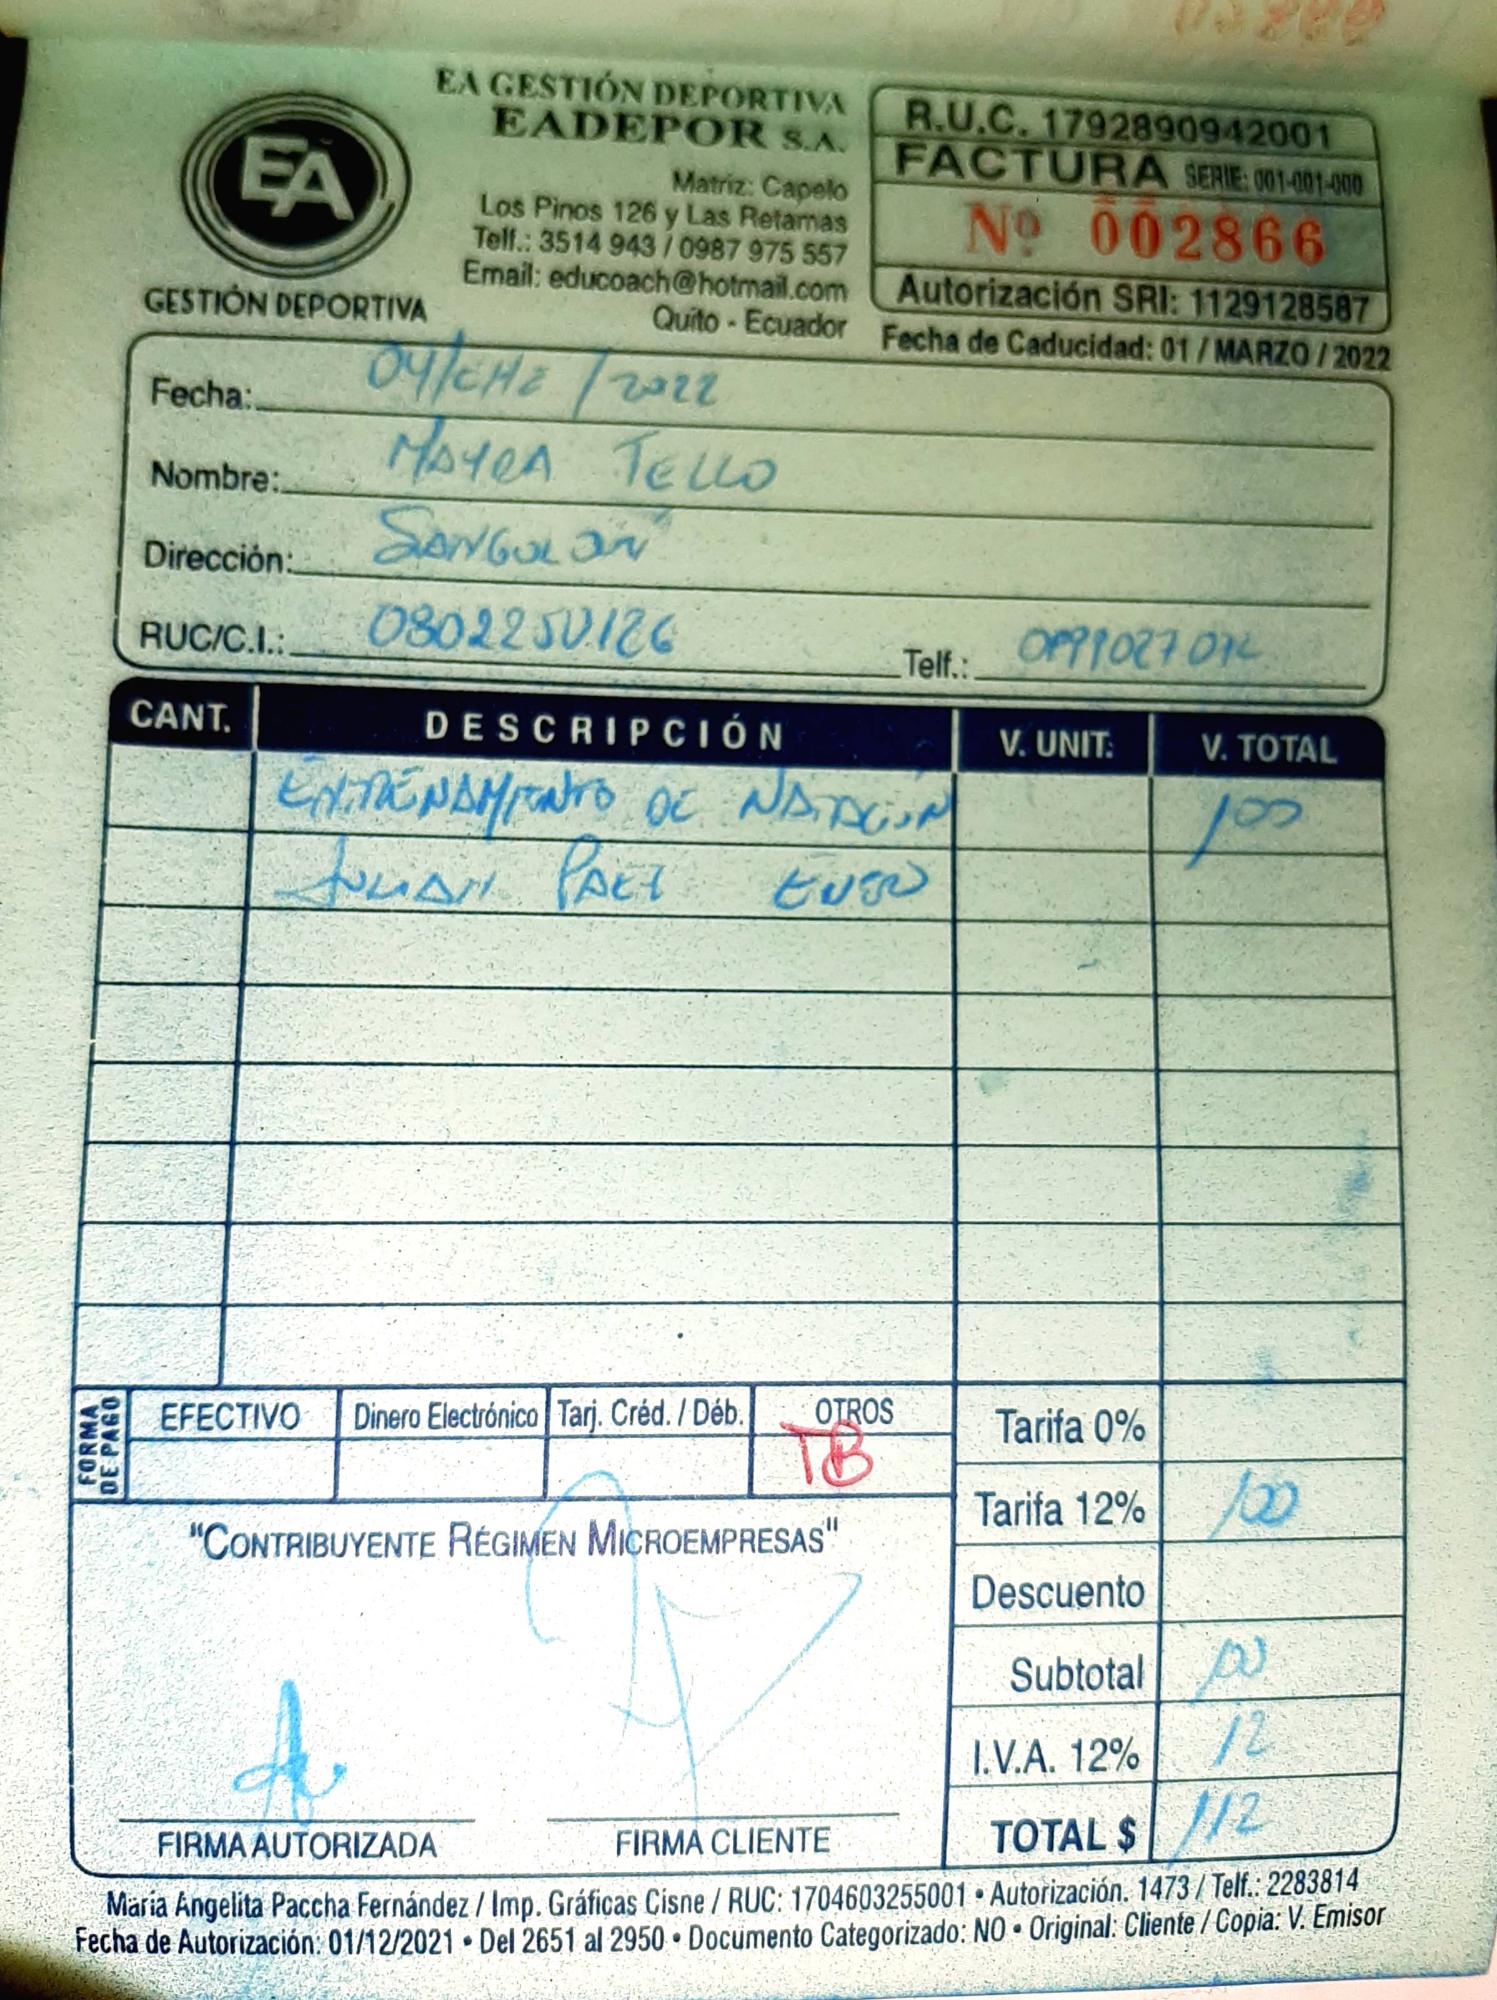 EA GESTIÓN DEPORTIVA
EADEPOR S.A.
EA
GESTIÓN DEPORTIVA
Matriz: Capelo
Los Pinos 126 y Las Retamas
Telf.: 3514 943 / 0987 975 557
Email: educoach@hotmail.com
Quito - Ecuador
R.U.C. 1792890942001
FACTURA SERIE: 001-001-000
Nº 002866
Autorización SRI: 1129128587
Fecha de Caducidad: 01 / MARZO / 2022
Fecha: 04/ENE/2022
Nombre: MAYRA TELLO
Dirección:
RUC/C.I.:
Telf.:
CANT. DESCRIPCIÓN V. UNIT. V. TOTAL
ENTRENAMIENTO DE NATACIÓN 100
JULIAN PAEZ ENERO
FORMA DE PAGO EFECTIVO Dinero Electrónico Tarj. Créd. / Déb. OTROS
TB
Tarifa 0%
Tarifa 12% 100
Descuento
Subtotal 100
I.V.A. 12% 12
TOTAL $ 112
"CONTRIBUYENTE RÉGIMEN MICROEMPRESAS"
FIRMA AUTORIZADA FIRMA CLIENTE
Maria Angelita Paccha Fernández / Imp. Gráficas Cisne / RUC: 1704603255001 • Autorización. 1473 / Telf.: 2283814
Fecha de Autorización: 01/12/2021 • Del 2651 al 2950 • Documento Categorizado: NO • Original: Cliente / Copia: V. Emisor